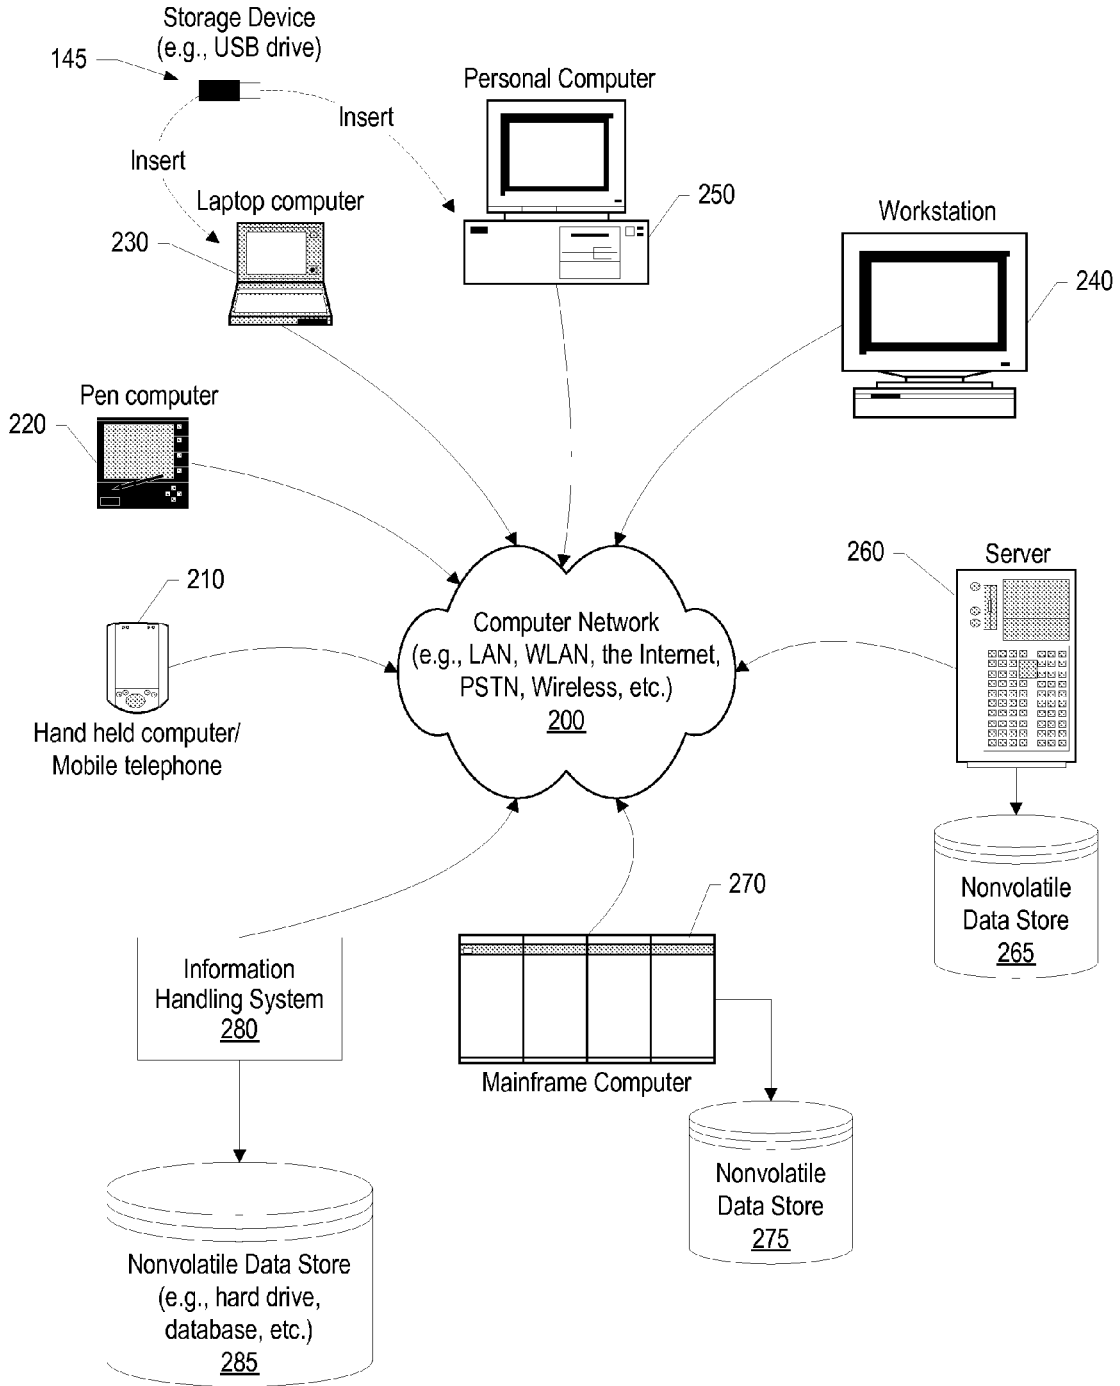 Storage Device
(e.g., USB drive)
145
Personal Computer
Insert
Insert
Laptop computer
250
Workstation
230
240
Pen computer
220
260
Server
210
Computer Network
(e.g., LAN, WLAN, the Internet,
PSTN, Wireless, etc.)
200
Hand held computer/
Mobile telephone
270
Nonvolatile
Data Store
265
Information
Handling System
280
Mainframe Computer
Nonvolatile
Data Store
275
Nonvolatile Data Store
(e.g., hard drive,
database, etc.)
285